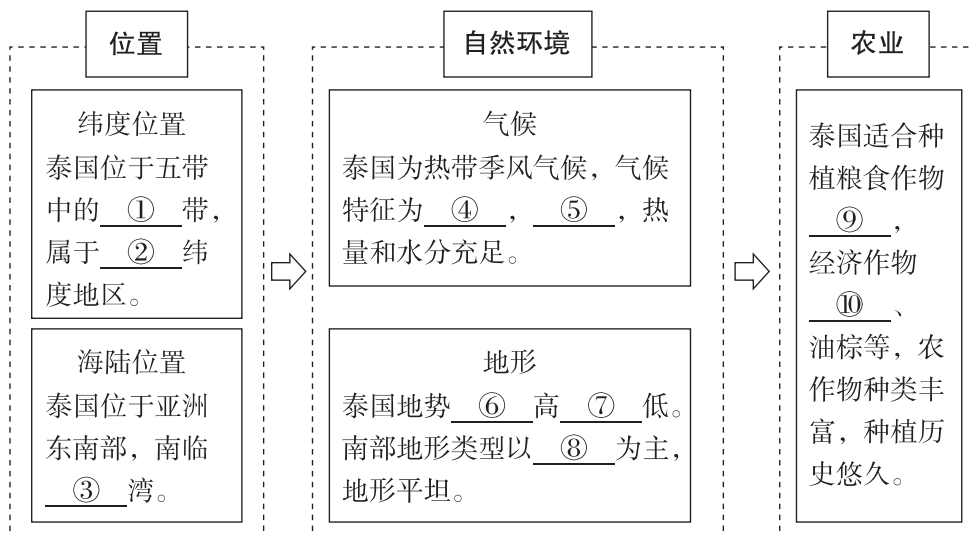 位置
纬度位置
泰国位于五带
中的 ① 带，
属于 ② 纬
度地区。
海陆位置
泰国位于亚洲
东南部，南临
③ 湾。
自然环境
气候
泰国为热带季风气候，气候
特征为 ④ ， ⑤ ，热
量和水分充足。
地形
泰国地势 ⑥ 高 ⑦ 低。
南部地形类型以 ⑧ 为主，
地形平坦。
农业
泰国适合种
植粮食作物
⑨ ，
经济作物
⑩ 、
油棕等，农
作物种类丰
富，种植历
史悠久。